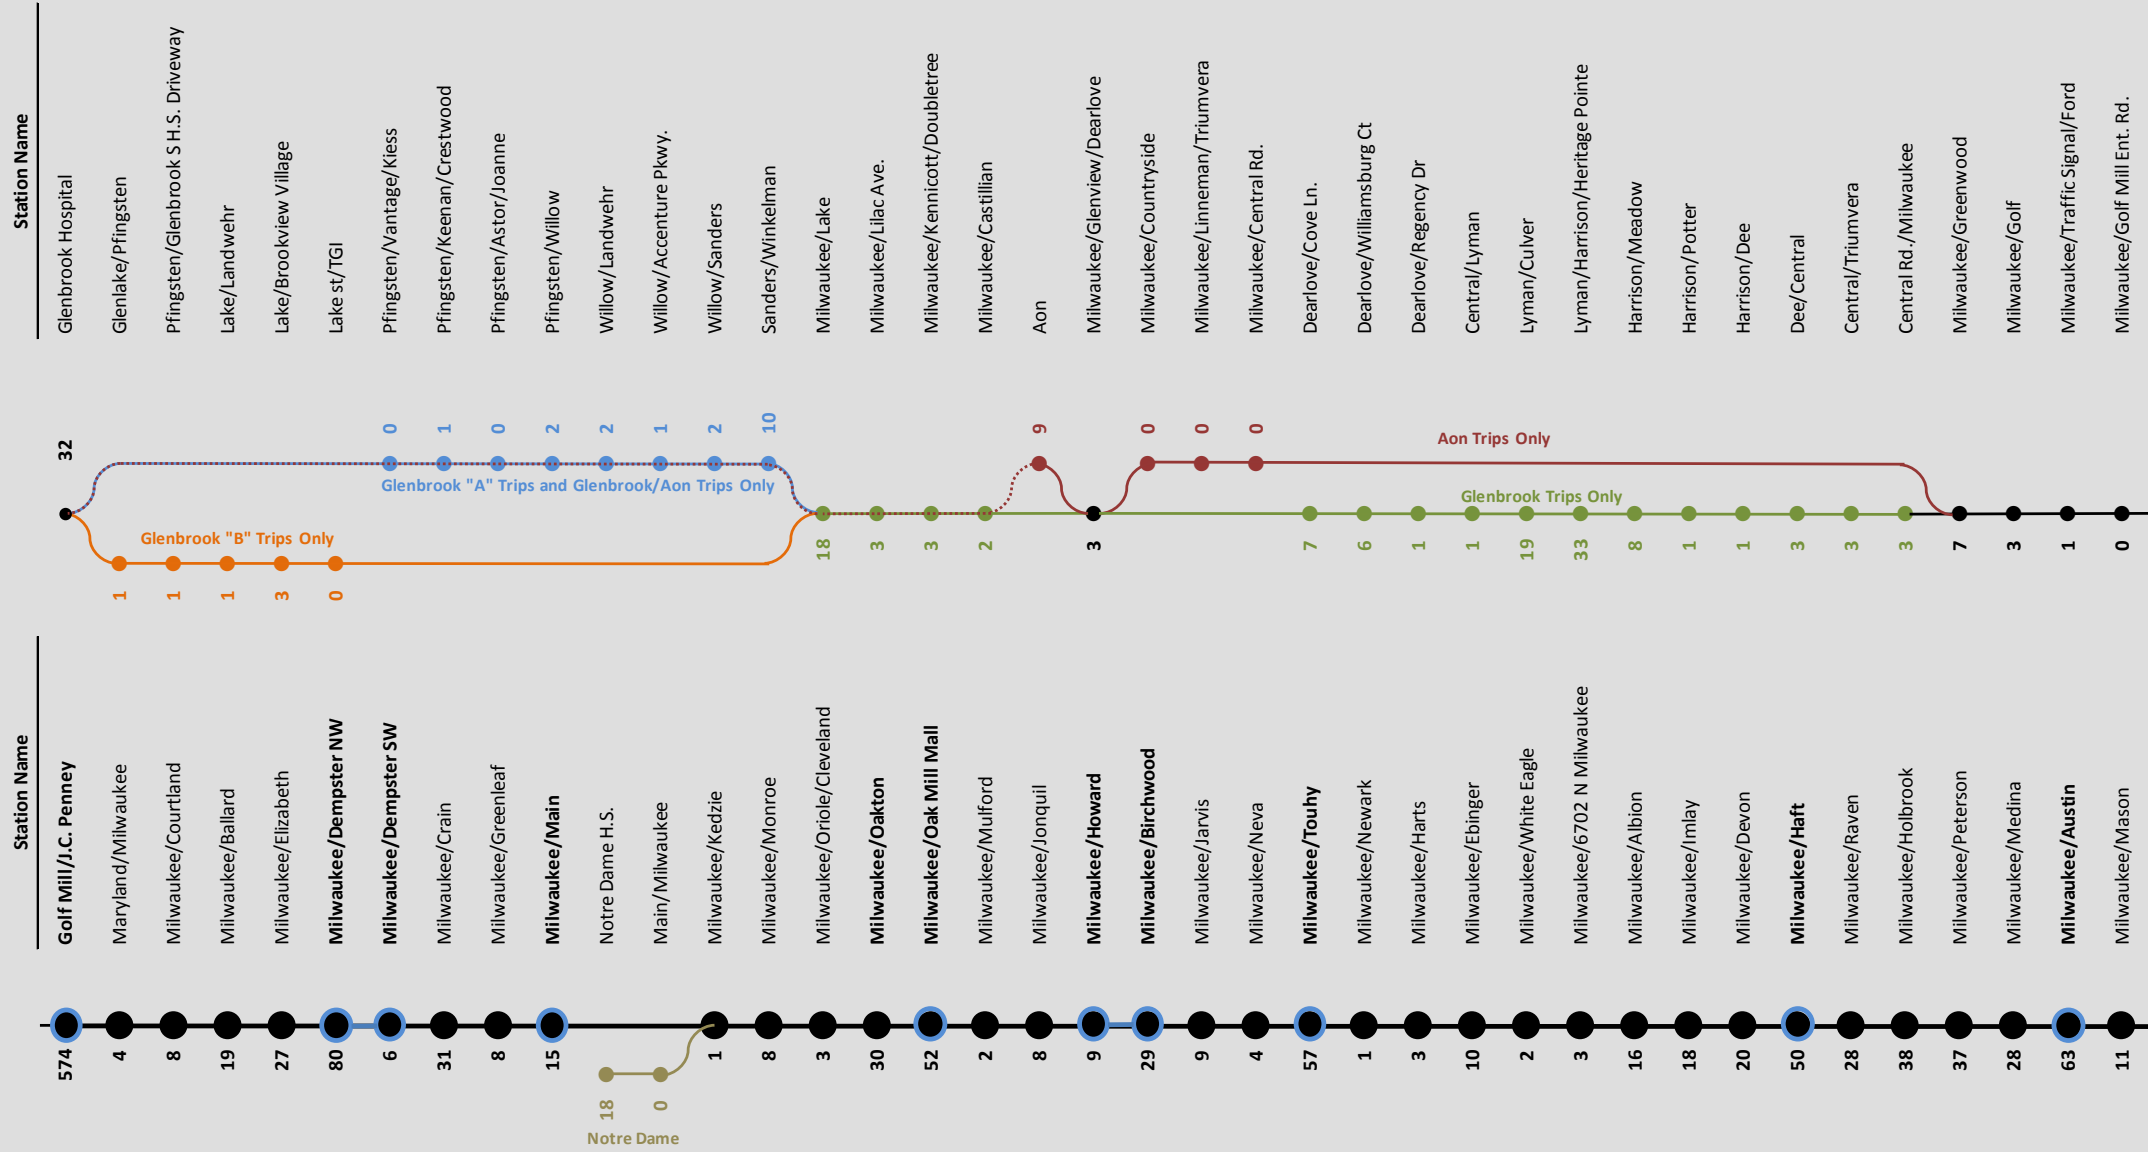 Station Name
Glenbrook Hospital
Glenlake/Pfingsten
Pfingsten/Glenbrook S H.S. Driveway
Lake/Landwehr
Lake/Brookview Village
Lake st/TGI
Pfingsten/Vantage/Kiess
Pfingsten/Keenan/Crestwood
Pfingsten/Astor/Joanne
Pfingsten/Willow
Willow/Landwehr
Willow/Accenture Pkwy.
Willow/Sanders
Sanders/Winkelman
Milwaukee/Lake
Milwaukee/Lilac Ave.
Milwaukee/Kennicott/Doubletree
Milwaukee/Castillian
Aon
Milwaukee/Glenview/Dearlove
Milwaukee/Countryside
Milwaukee/Linneman/Triumvera
Milwaukee/Central Rd.
Dearlove/Cove Ln.
Dearlove/Williamsburg Ct
Dearlove/Regency Dr
Central/Lyman
Lyman/Culver
Lyman/Harrison/Heritage Pointe
Harrison/Meadow
Harrison/Potter
Harrison/Dee
Dee/Central
Central/Triumvera
Central Rd./Milwaukee
Milwaukee/Greenwood
Milwaukee/Golf
Milwaukee/Traffic Signal/Ford
Milwaukee/Golf Mill Ent. Rd.
32
0
1
0
2
2
1
2
10
9
0
0
0
Aon Trips Only
Glenbrook "A" Trips and Glenbrook/Aon Trips Only
Glenbrook Trips Only
Glenbrook "B" Trips Only
18
3
3
2
3
7
6
1
1
19
33
8
1
1
3
3
3
7
3
1
0
1
1
1
3
0
Station Name
Golf Mill/J.C. Penney
Maryland/Milwaukee
Milwaukee/Courtland
Milwaukee/Ballard
Milwaukee/Elizabeth
Milwaukee/Dempster NW
Milwaukee/Dempster SW
Milwaukee/Crain
Milwaukee/Greenleaf
Milwaukee/Main
Notre Dame H.S.
Main/Milwaukee
Milwaukee/Kedzie
Milwaukee/Monroe
Milwaukee/Oriole/Cleveland
Milwaukee/Oakton
Milwaukee/Oak Mill Mall
Milwaukee/Mulford
Milwaukee/Jonquil
Milwaukee/Howard
Milwaukee/Birchwood
Milwaukee/Jarvis
Milwaukee/Neva
Milwaukee/Touhy
Milwaukee/Newark
Milwaukee/Harts
Milwaukee/Ebinger
Milwaukee/White Eagle
Milwaukee/6702 N Milwaukee
Milwaukee/Albion
Milwaukee/Imlay
Milwaukee/Devon
Milwaukee/Haft
Milwaukee/Raven
Milwaukee/Holbrook
Milwaukee/Peterson
Milwaukee/Medina
Milwaukee/Austin
Milwaukee/Mason
574
4
8
19
27
80
6
31
8
15
1
8
3
30
52
2
8
9
29
9
4
57
1
3
10
2
3
16
18
20
50
28
38
37
28
63
11
18
0
Notre Dame